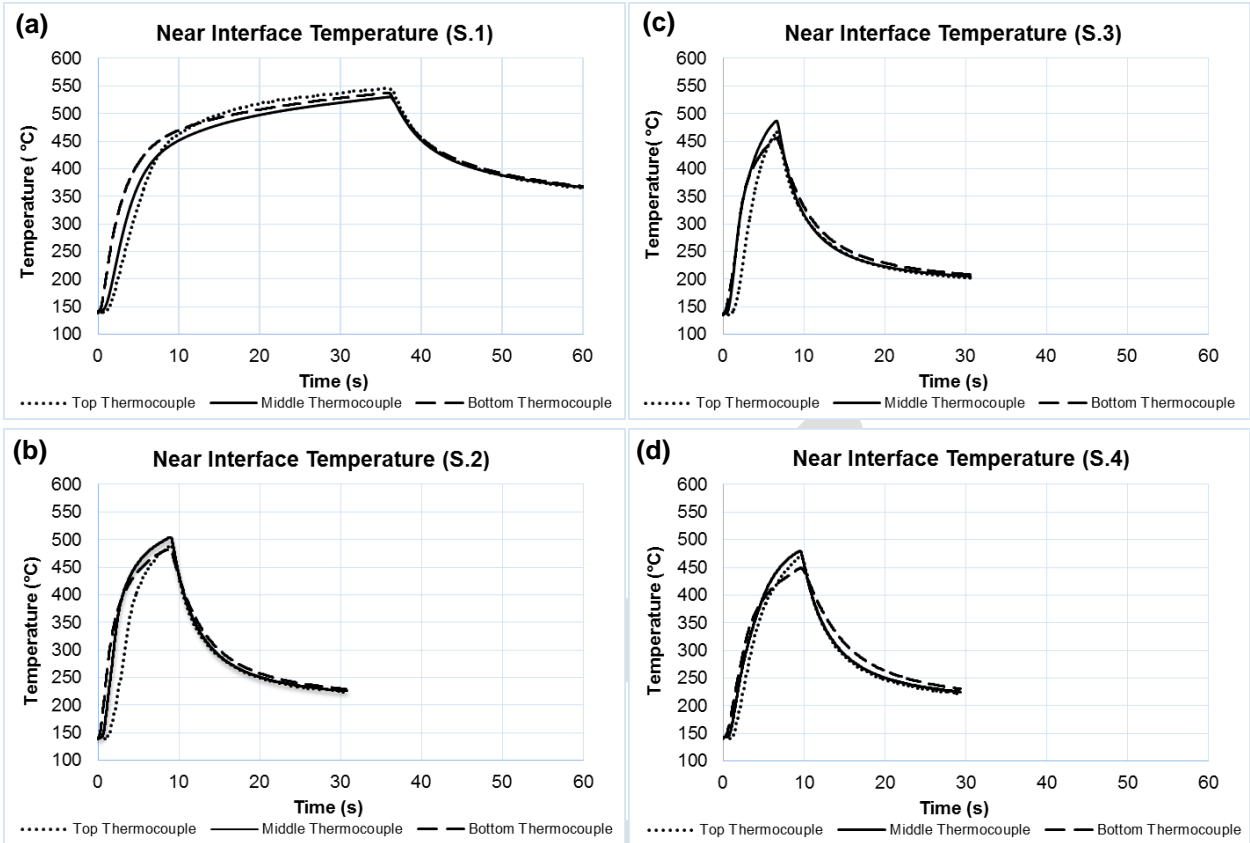 (a)
Near Interface Temperature (S.1)
Temperature ( °C)
600
550
500
450
400
350
300
250
200
150
100
0 10 20 30 40 50 60
Time (s)
Top Thermocouple Middle Thermocouple Bottom Thermocouple
(c)
Near Interface Temperature (S.3)
Temperature( °C)
600
550
500
450
400
350
300
250
200
150
100
0 10 20 30 40 50 60
Time (s)
Top Thermocouple Middle Thermocouple Bottom Thermocouple
(b)
Near Interface Temperature (S.2)
Temperature (°C)
600
550
500
450
400
350
300
250
200
150
100
0 10 20 30 40 50 60
Time (s)
Top Thermocouple Middle Thermocouple Bottom Thermocouple
(d)
Near Interface Temperature (S.4)
Temperature (°C)
600
550
500
450
400
350
300
250
200
150
100
0 10 20 30 40 50 60
Time (s)
Top Thermocouple Middle Thermocouple Bottom Thermocouple